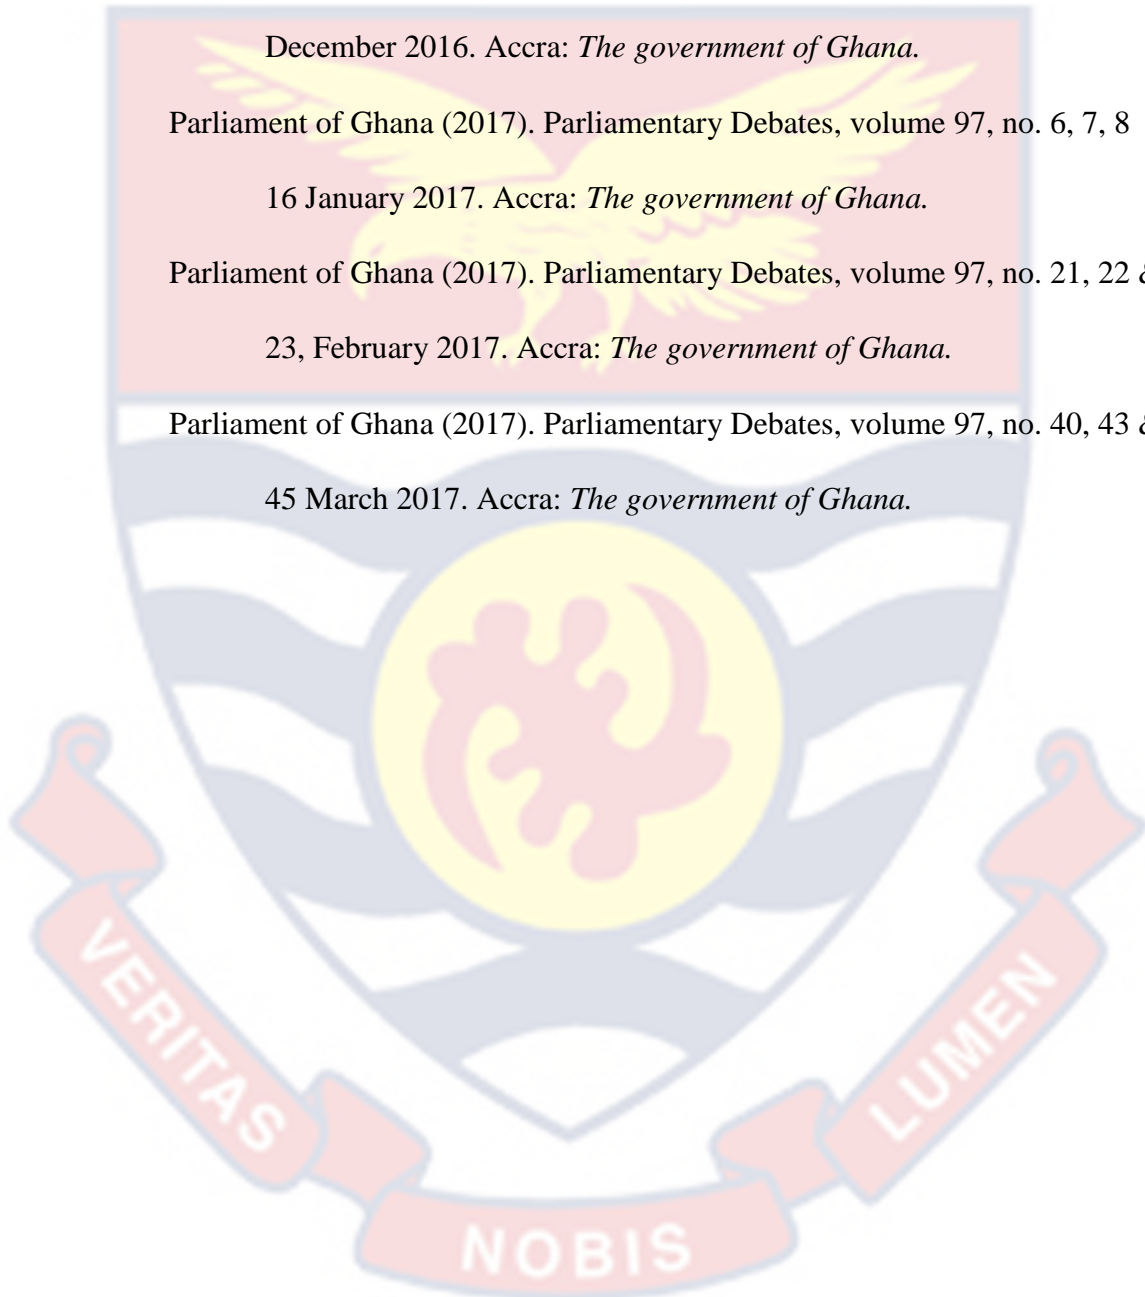 December 2016. Accra: The government of Ghana.
Parliament of Ghana (2017). Parliamentary Debates, volume 97, no. 6, 7, 8
16 January 2017. Accra: The government of Ghana.
Parliament of Ghana (2017). Parliamentary Debates, volume 97, no. 21, 22 &
23, February 2017. Accra: The government of Ghana.
Parliament of Ghana (2017). Parliamentary Debates, volume 97, no. 40, 43 &
45 March 2017. Accra: The government of Ghana.
VERITAS
NOBIS
LUMEN